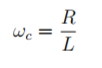 ω_c = R/L